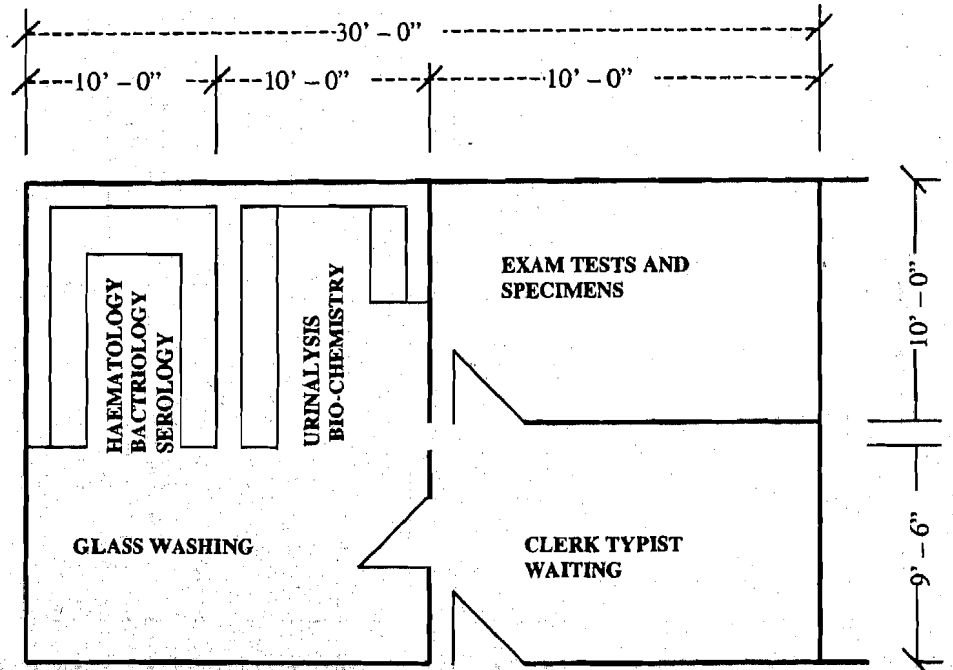 30' – 0"
10' – 0"
10' – 0"
10' – 0"
EXAM TESTS AND
SPECIMENS
10' – 0"
HAEMATOLOGY
BACTRIOLOGY
SEROLOGY
URINALYSIS
BIO-CHEMISTRY
GLASS WASHING
CLERK TYPIST
WAITING
9' – 6"